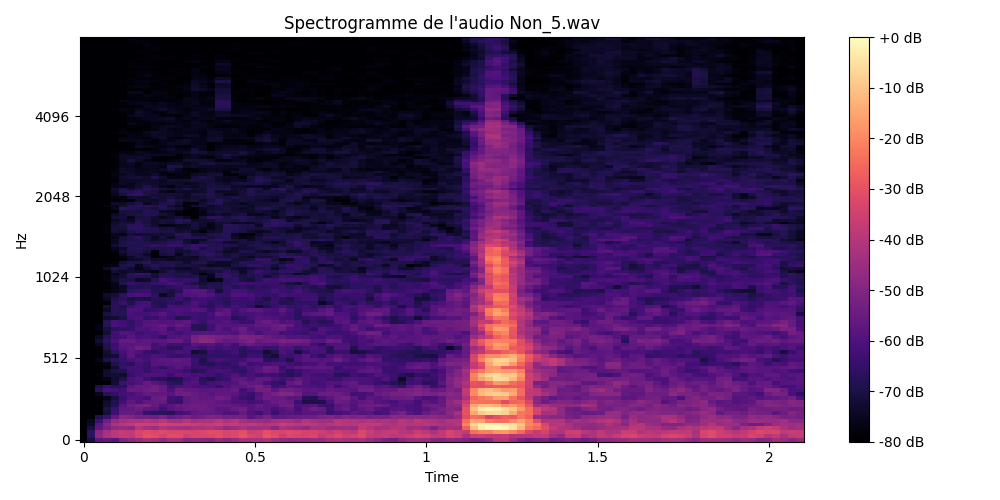 Spectrogramme de l'audio Non_5.wav
Hz
4096
2048
1024
512
0
0
0.5
1
1.5
2
Time
+0 dB
-10 dB
-20 dB
-30 dB
-40 dB
-50 dB
-60 dB
-70 dB
-80 dB